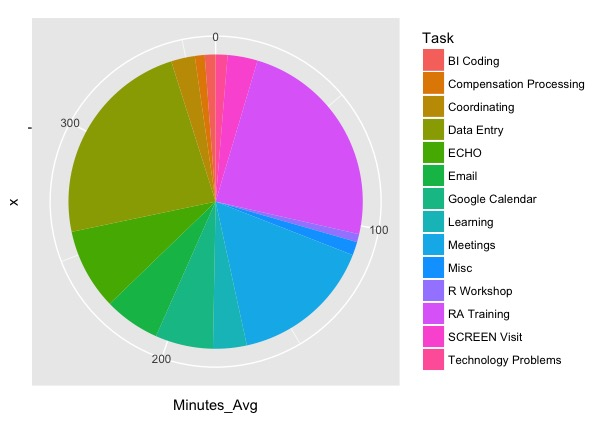 0
300
100
200
x
Minutes_Avg
Task
BI Coding
Compensation Processing
Coordinating
Data Entry
ECHO
Email
Google Calendar
Learning
Meetings
Misc
R Workshop
RA Training
SCREEN Visit
Technology Problems